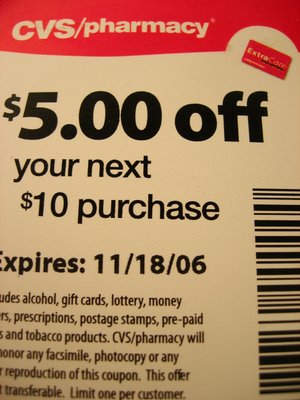 CVS/pharmacy
ExtraCare
$5.00 off
your next
$10 purchase
Expires: 11/18/06
udes alcohol, gift cards, lottery, money
rs, prescriptions, postage stamps, pre-paid
s and tobacco products. CVS/pharmacy will
honor any facsimile, photocopy or any
r reproduction of this coupon. This offer
t transferable. Limit one per customer.